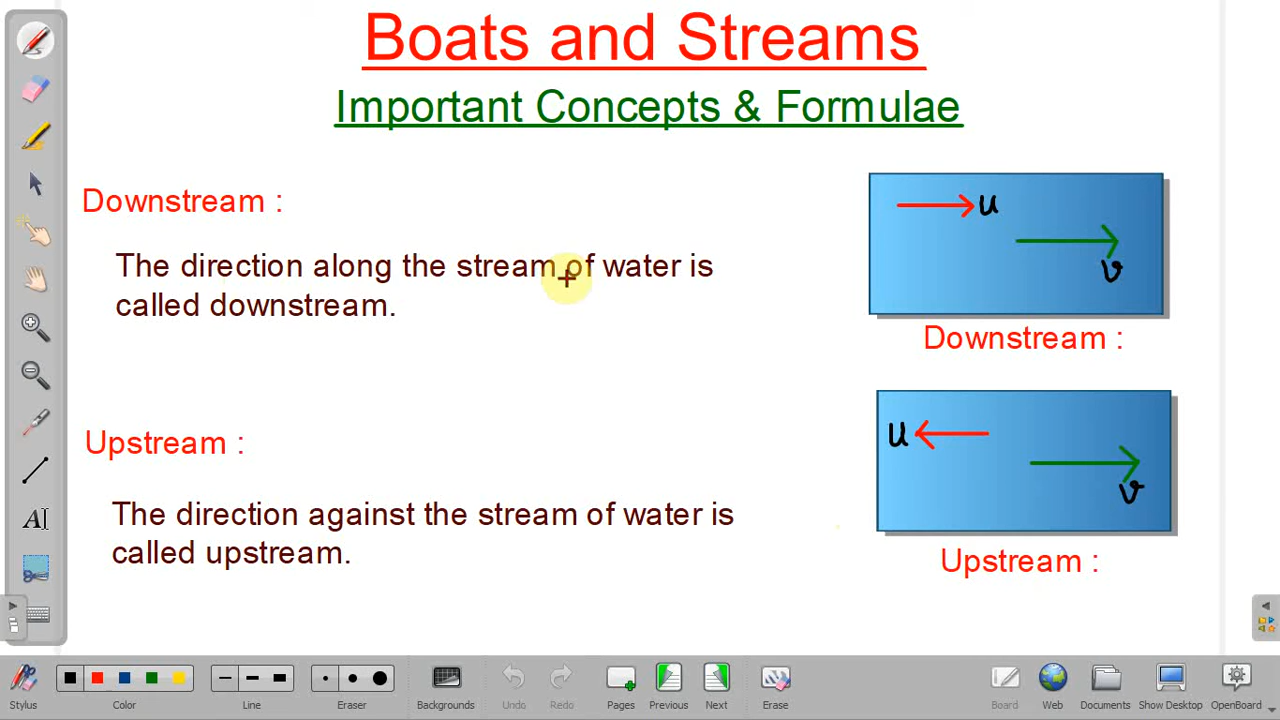 Boats and Streams
Important Concepts & Formulae
Downstream :
The direction along the stream of water is
called downstream.
u
v
Downstream :
Upstream :
The direction against the stream of water is
called upstream.
u
v
Upstream :
A
Stylus
Color
Line
Eraser
Backgrounds
Undo
Redo
Pages
Previous
Next
Erase
Board
Web
Documents
Show Desktop
OpenBoard